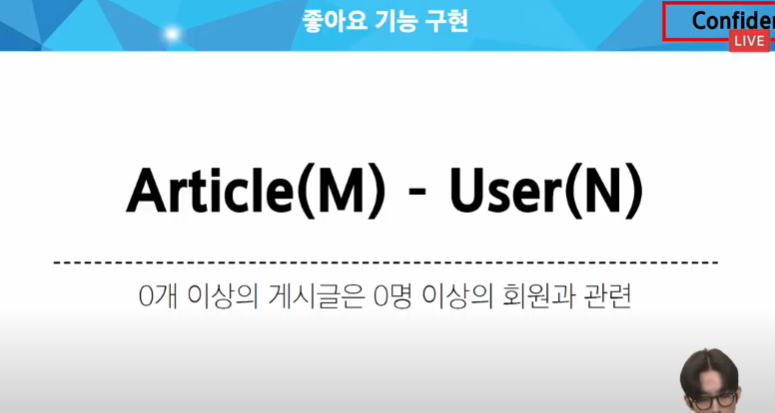 좋아요 기능 구현
LIVE
Article(M) - User(N)
0개 이상의 게시글은 0명 이상의 회원과 관련